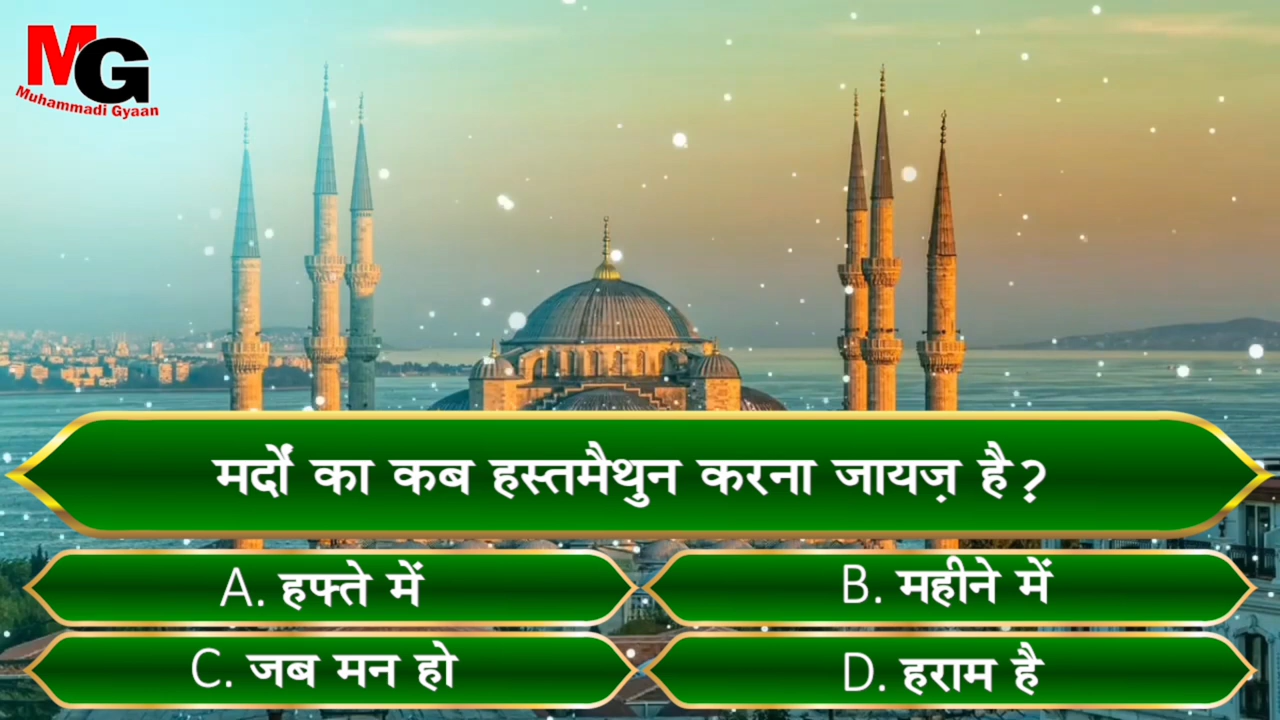 MG
Muhammadi Gyaan
मर्दों का कब हस्तमैथुन करना जायज़ है?
A. हफ्ते में
B. महीने में
C. जब मन हो
D. हराम है